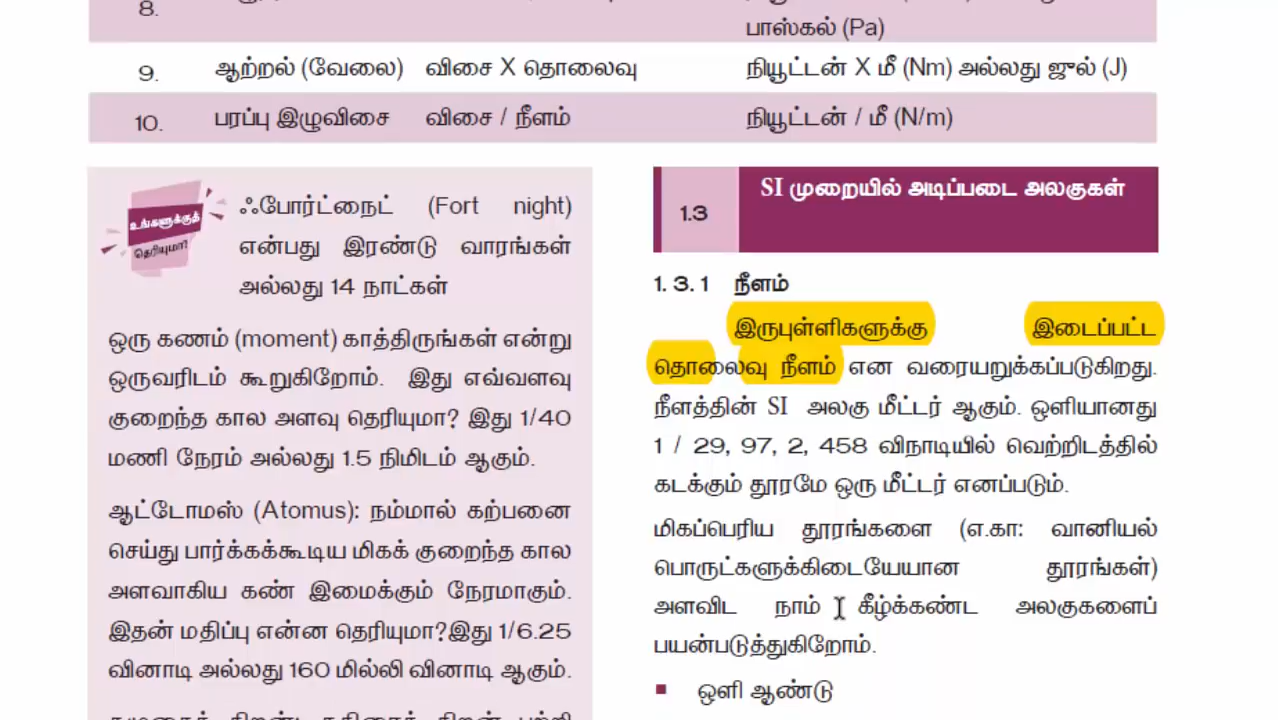 8.
பாஸ்கல் (Pa)
9. ஆற்றல் (வேலை) விசை X தொலைவு நியூட்டன் X மீ (Nm) அல்லது ஜுல் (J)
10. பரப்பு இழுவிசை விசை / நீளம் நியூட்டன் / மீ (N/m)
உங்களுக்குத்
தெரியுமா?
ஃபோர்ட்நைட் (Fort night)
என்பது இரண்டு வாரங்கள்
அல்லது 14 நாட்கள்
ஒரு கணம் (moment) காத்திருங்கள் என்று
ஒருவரிடம் கூறுகிறோம். இது எவ்வளவு
குறைந்த கால அளவு தெரியுமா? இது 1/40
மணி நேரம் அல்லது 1.5 நிமிடம் ஆகும்.
ஆட்டோமஸ் (Atomus): நம்மால் கற்பனை
செய்து பார்க்கக்கூடிய மிகக் குறைந்த கால
அளவாகிய கண் இமைக்கும் நேரமாகும்.
இதன் மதிப்பு என்ன தெரியுமா?இது 1/6.25
வினாடி அல்லது 160 மில்லி வினாடி ஆகும்.
1.3 SI முறையில் அடிப்படை அலகுகள்
1. 3. 1 நீளம்
இருபுள்ளிகளுக்கு இடைப்பட்ட
தொலைவு நீளம் என வரையறுக்கப்படுகிறது.
நீளத்தின் SI அலகு மீட்டர் ஆகும். ஒளியானது
1 / 29, 97, 2, 458 விநாடியில் வெற்றிடத்தில்
கடக்கும் தூரமே ஒரு மீட்டர் எனப்படும்.
மிகப்பெரிய தூரங்களை (எ.கா: வானியல்
பொருட்களுக்கிடையேயான தூரங்கள்)
அளவிட நாம் கீழ்க்கண்ட அலகுகளைப்
பயன்படுத்துகிறோம்.
▪ ஒளி ஆண்டு